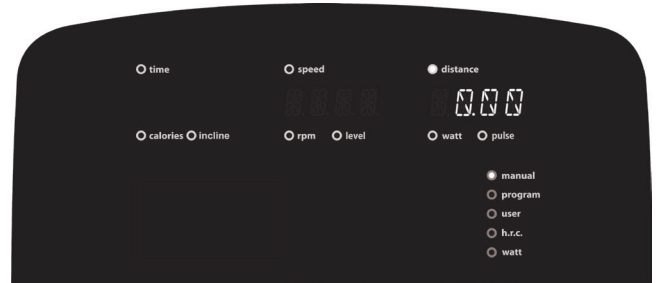 time speed distance
0.00
calories incline rpm level watt pulse
manual
program
user
h.r.c.
watt